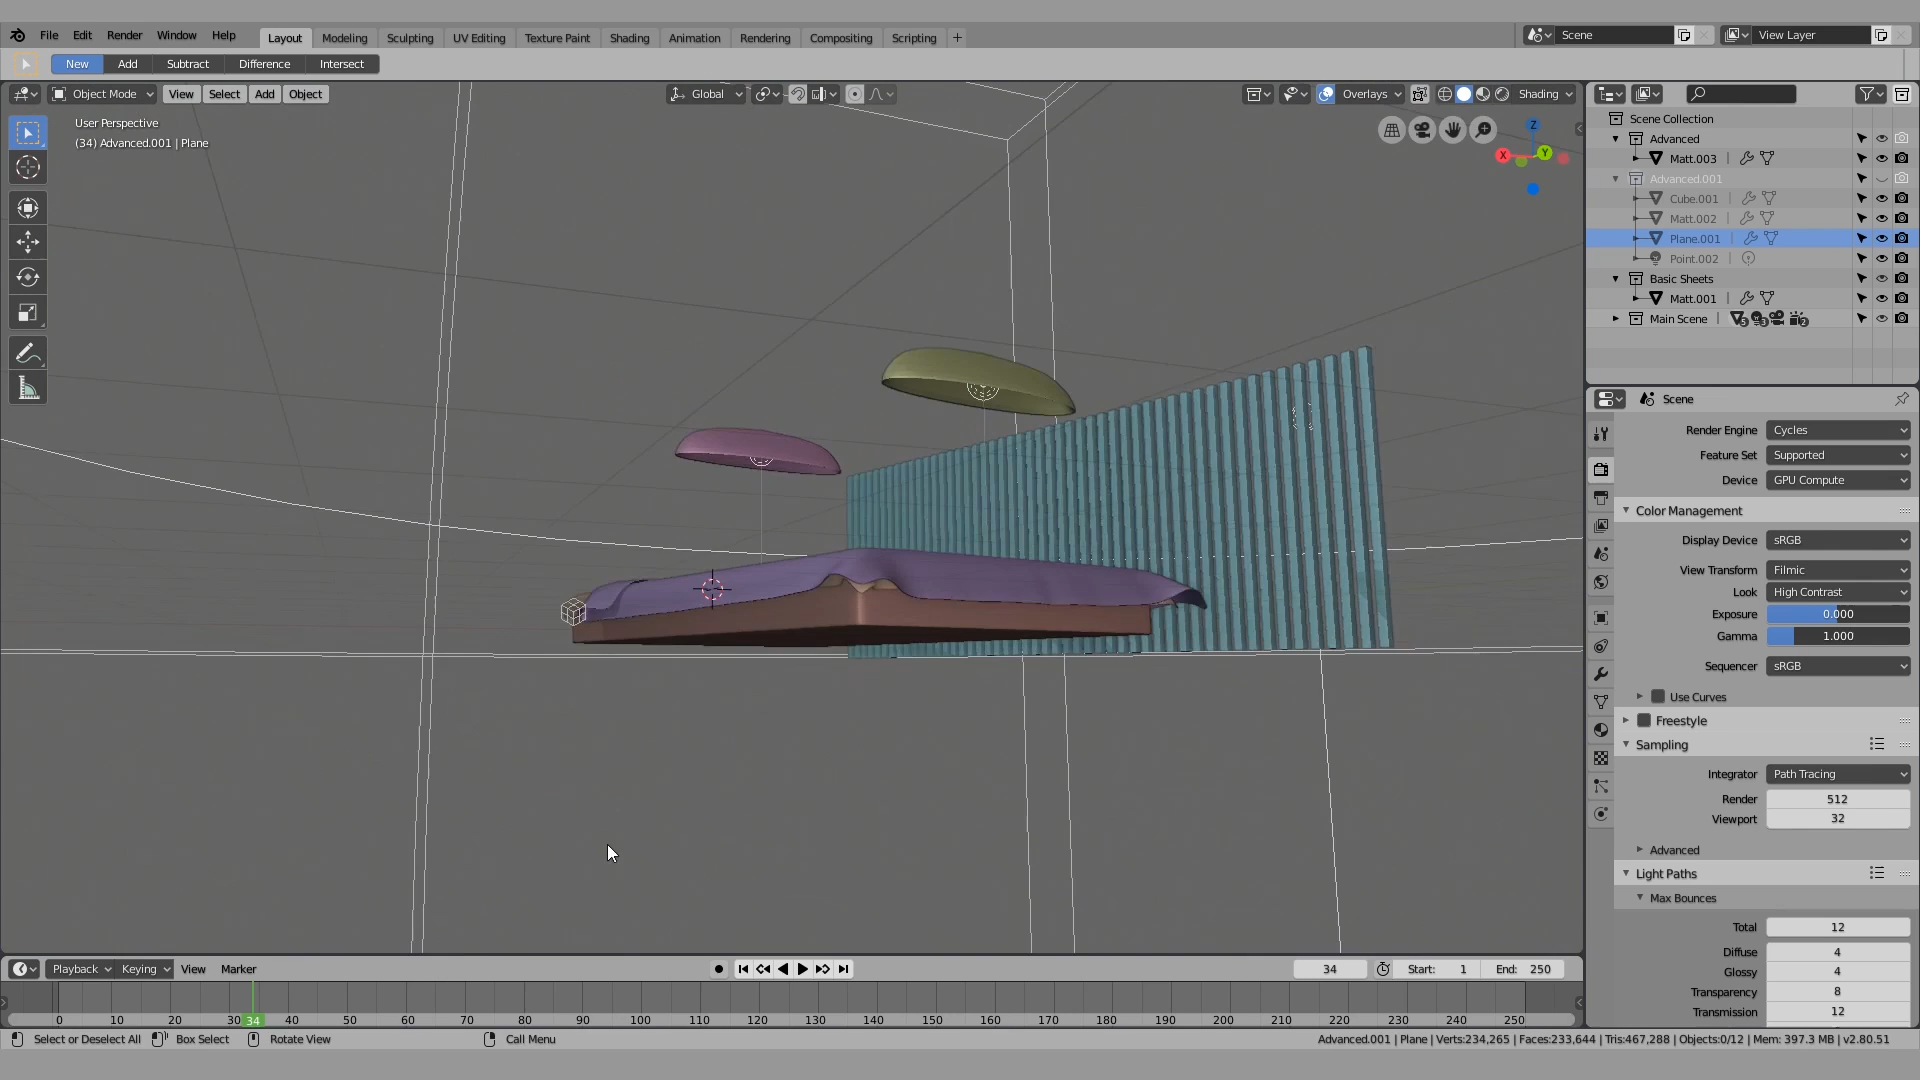 File Edit Render Window Help Layout Modeling Sculpting UV Editing Texture Paint Shading Animation Rendering Compositing Scripting + Scene View Layer
New Add Subtract Difference Intersect
Object Mode View Select Add Object Global Overlays Shading
User Perspective
(34) Advanced.001 | Plane
Z
X
Y
Scene Collection
Advanced
Matt.003
Advanced.001
Cube.001
Matt.002
Plane.001
Point.002
Basic Sheets
Matt.001
Main Scene 5 3 2
Scene
Render Engine Cycles
Feature Set Supported
Device GPU Compute
Color Management
Display Device sRGB
View Transform Filmic
Look High Contrast
Exposure 0.000
Gamma 1.000
Sequencer sRGB
Use Curves
Freestyle
Sampling
Integrator Path Tracing
Render 512
Viewport 32
Advanced
Light Paths
Max Bounces
Total 12
Diffuse 4
Glossy 4
Transparency 8
Transmission 12
Playback Keying View Marker 34 Start: 1 End: 250
0 10 20 30 34 40 50 60 70 80 90 100 110 120 130 140 150 160 170 180 190 200 210 220 230 240 250
Select or Deselect All Box Select Rotate View Call Menu Advanced.001 | Plane | Verts:234,265 | Faces:233,644 | Tris:467,288 | Objects:0/12 | Mem: 397.3 MB | v2.80.51